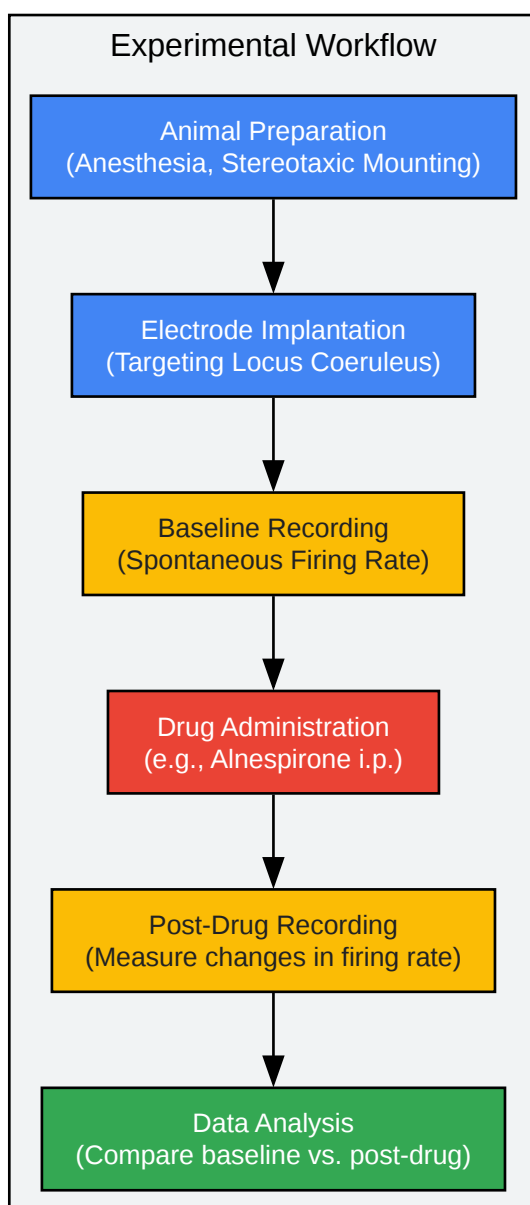 Experimental Workflow
Animal Preparation
(Anesthesia, Stereotaxic Mounting)
Electrode Implantation
(Targeting Locus Coeruleus)
Baseline Recording
(Spontaneous Firing Rate)
Drug Administration
(e.g., Alnespirone i.p.)
Post-Drug Recording
(Measure changes in firing rate)
Data Analysis
(Compare baseline vs. post-drug)